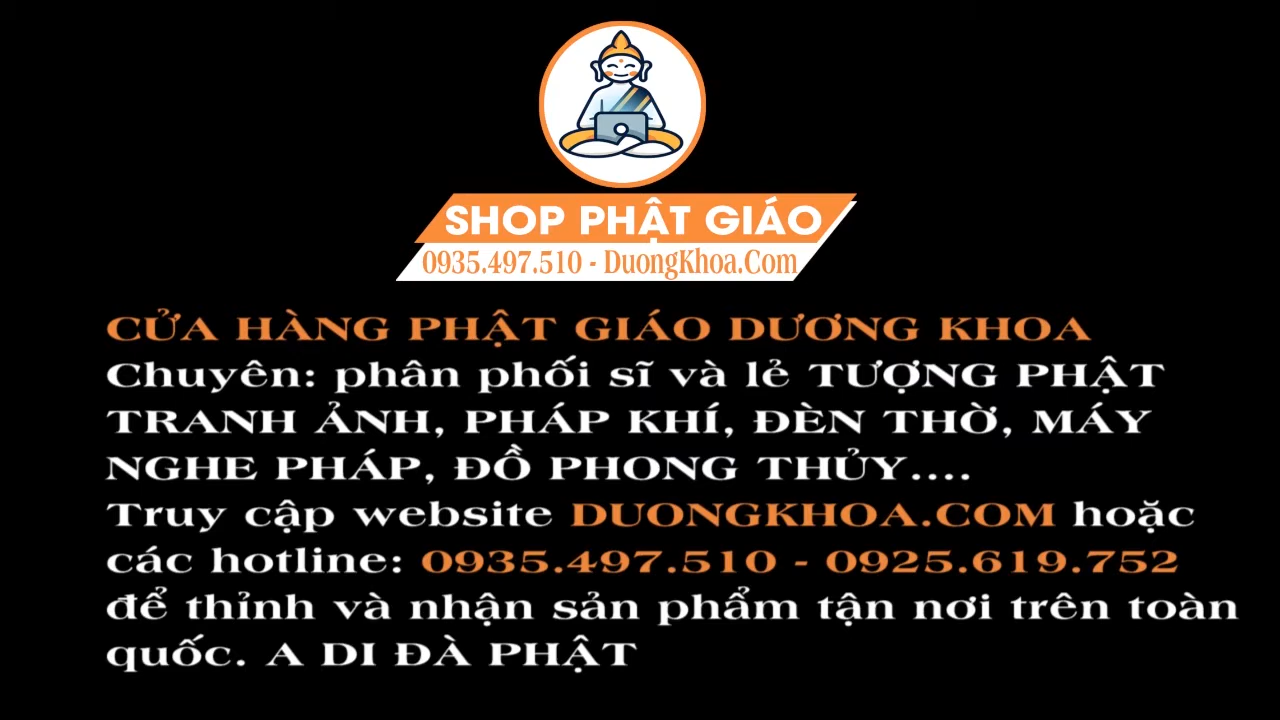 SHOP PHẬT GIÁO
0935.497.510 - DuongKhoa.Com
CỬA HÀNG PHẬT GIÁO DƯƠNG KHOA
Chuyên: phân phối sĩ và lẻ TƯỢNG PHẬT
TRANH ẢNH, PHÁP KHÍ, ĐÈN THỜ, MÁY
NGHE PHÁP, ĐỒ PHONG THỦY....
Truy cập website DUONGKHOA.COM hoặc
các hotline: 0935.497.510 - 0925.619.752
để thỉnh và nhận sản phẩm tận nơi trên toàn
quốc. A DI ĐÀ PHẬT